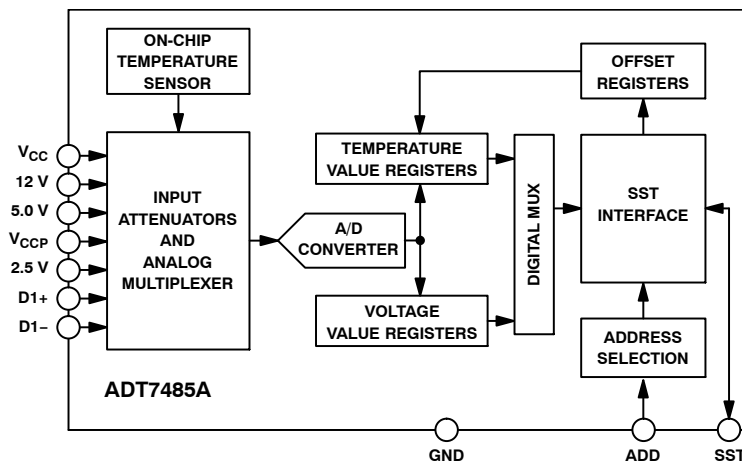 ON-CHIP
TEMPERATURE
SENSOR
OFFSET
REGISTERS
VCC
12 V
5.0 V
VCCP
2.5 V
D1+
D1−
INPUT
ATTENUATORS
AND
ANALOG
MULTIPLEXER
A/D
CONVERTER
TEMPERATURE
VALUE REGISTERS
VOLTAGE
VALUE REGISTERS
DIGITAL MUX
SST
INTERFACE
ADDRESS
SELECTION
ADT7485A
GND
ADD
SST